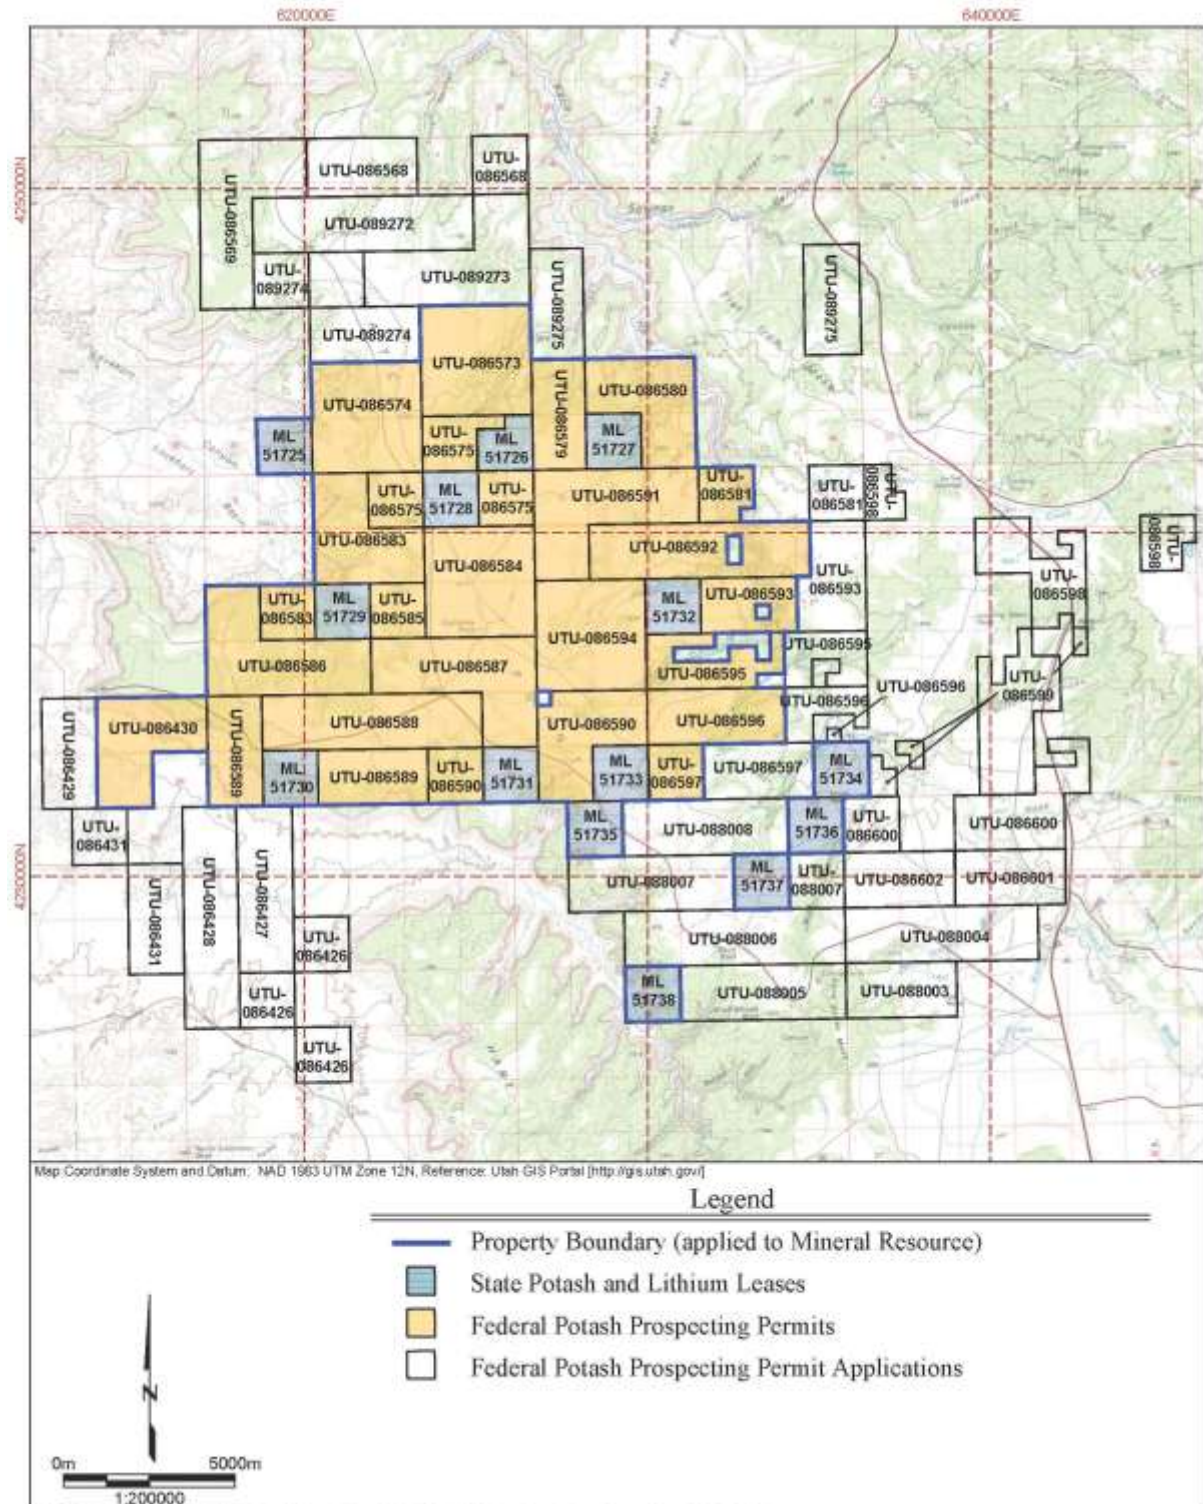 620000E
640000E
4250000N
UTU-086569
UTU-086568
UTU-
086568
UTU-089272
UTU-
089274
UTU-089273
UTU-089275
UTU-089275
UTU-089274
UTU-086573
UTU-086574
UTU-086579
UTU-086580
ML
51725
UTU-
086575
ML
51726
ML
51727
UTU-
086575
ML
51728
UTU-
086575
UTU-086591
UTU-
086581
UTU-
086581
UTU-
086598
UTU-
086598
UTU-086583
UTU-086584
UTU-086592
UTU-
086593
UTU-
086598
UTU-
086583
ML
51729
UTU-
086585
UTU-086594
ML
51732
UTU-
086593
UTU-086586
UTU-086587
UTU-
086595
UTU-086595
UTU-086596
UTU-
086599
UTU-086596
UTU-086429
UTU-086430
UTU-086589
UTU-086588
UTU-086590
UTU-086596
ML
51730
UTU-086589
UTU-
086590
ML
51731
ML
51733
UTU-
086597
UTU-086597
ML
51734
UTU-
086431
ML
51735
UTU-088008
ML
51736
UTU-
086600
UTU-086600
4230000N
UTU-086431
UTU-086428
UTU-086427
UTU-088007
ML
51737
UTU-
088007
UTU-086602
UTU-086601
UTU-
086426
UTU-088006
UTU-088004
UTU-
086426
ML
51738
UTU-088005
UTU-088003
UTU-
086426
Map Coordinate System and Datum: NAD 1983 UTM Zone 12N, Reference: Utah GIS Portal [http://gis.utah.gov/]
Legend
Property Boundary (applied to Mineral Resource)
State Potash and Lithium Leases
Federal Potash Prospecting Permits
Federal Potash Prospecting Permit Applications
N
0m 5000m
1:200000